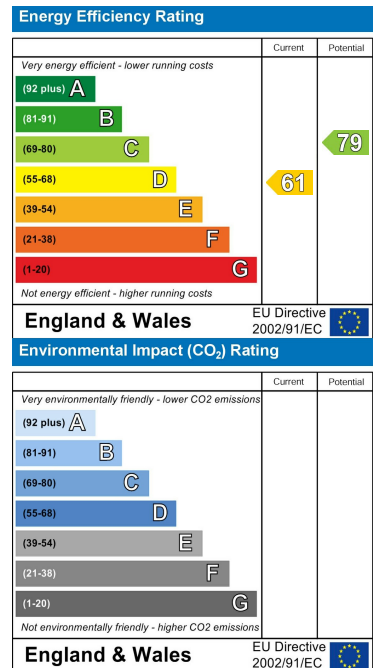 Energy Efficiency Rating
Current Potential
Very energy efficient - lower running costs
(92 plus) A
(81-91) B
(69-80) C
(55-68) D
(39-54) E
(21-38) F
(1-20) G
61
79
Not energy efficient - higher running costs
England & Wales
EU Directive
2002/91/EC
Environmental Impact (CO₂) Rating
Current Potential
Very environmentally friendly - lower CO2 emissions
(92 plus) A
(81-91) B
(69-80) C
(55-68) D
(39-54) E
(21-38) F
(1-20) G
Not environmentally friendly - higher CO2 emissions
England & Wales
EU Directive
2002/91/EC